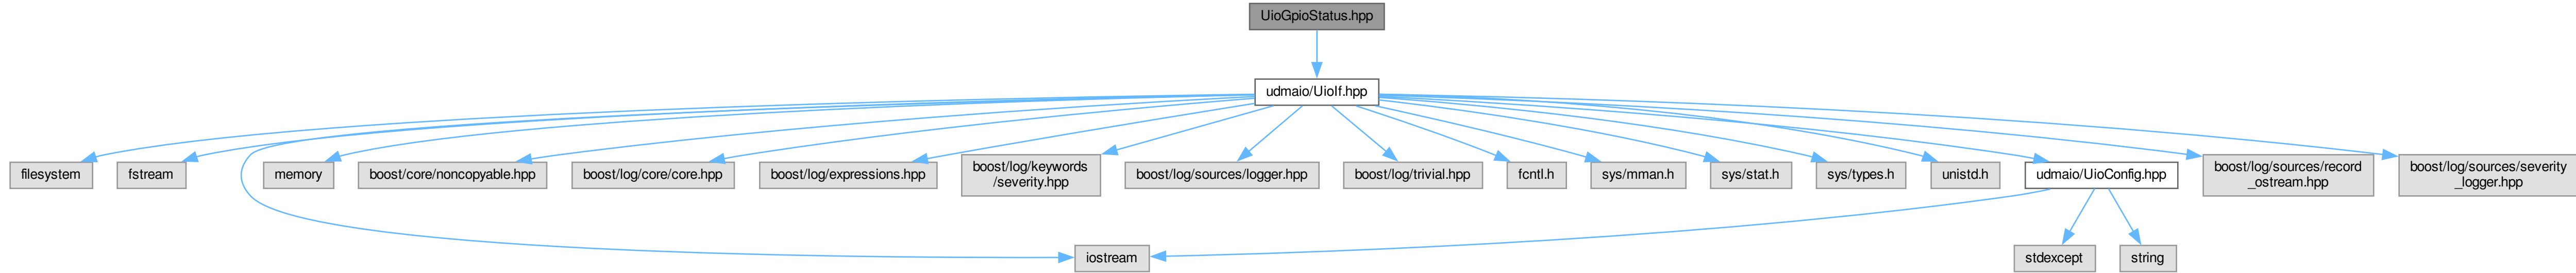 UioGpioStatus.hpp
udmaio/UioIf.hpp
filesystem
fstream
memory
boost/core/noncopyable.hpp
boost/log/core/core.hpp
boost/log/expressions.hpp
boost/log/keywords
/severity.hpp
boost/log/sources/logger.hpp
boost/log/trivial.hpp
fcntl.h
sys/mman.h
sys/stat.h
sys/types.h
unistd.h
udmaio/UioConfig.hpp
boost/log/sources/record
_ostream.hpp
boost/log/sources/severity
_logger.hpp
iostream
stdexcept
string